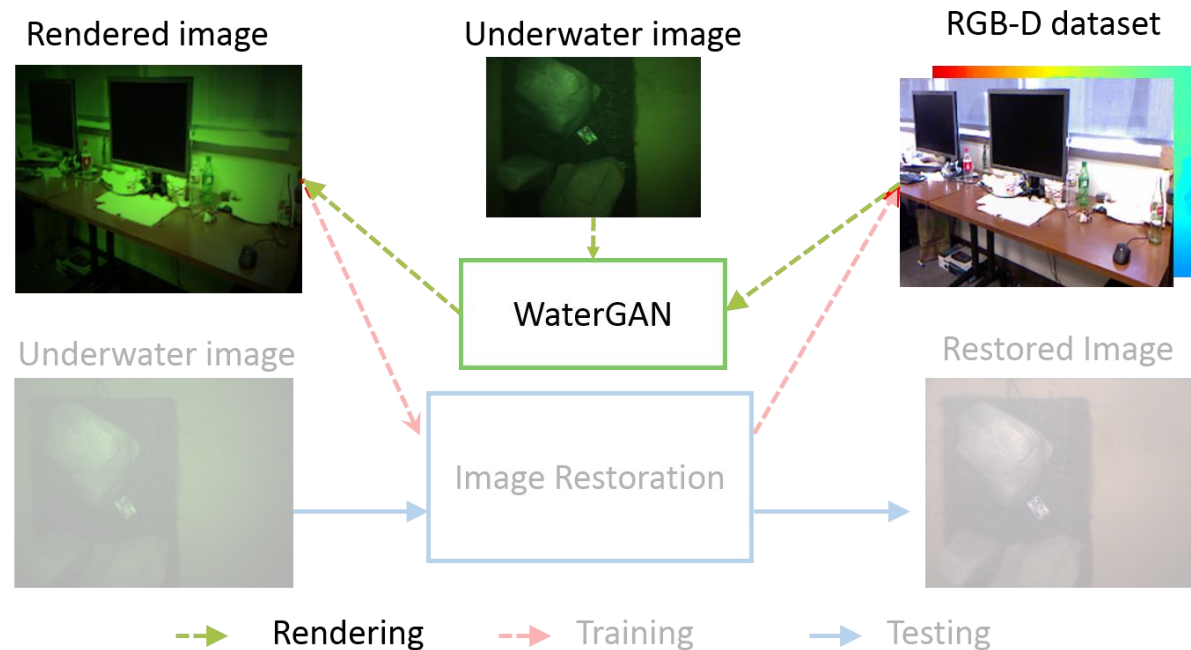 Rendered image
Underwater image
RGB-D dataset
WaterGAN
Underwater image
Restored Image
Image Restoration
Rendering
Training
Testing